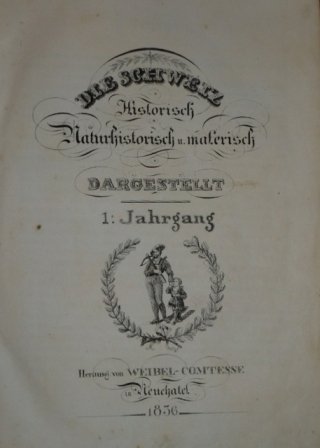 DIE SCHWEIZ
Historisch
Naturhistorisch u. malerisch
DARGESTELLT
1: Jahrgang
Herausg von WEIBEL-COMTESSE
in Neuchatel.
1836